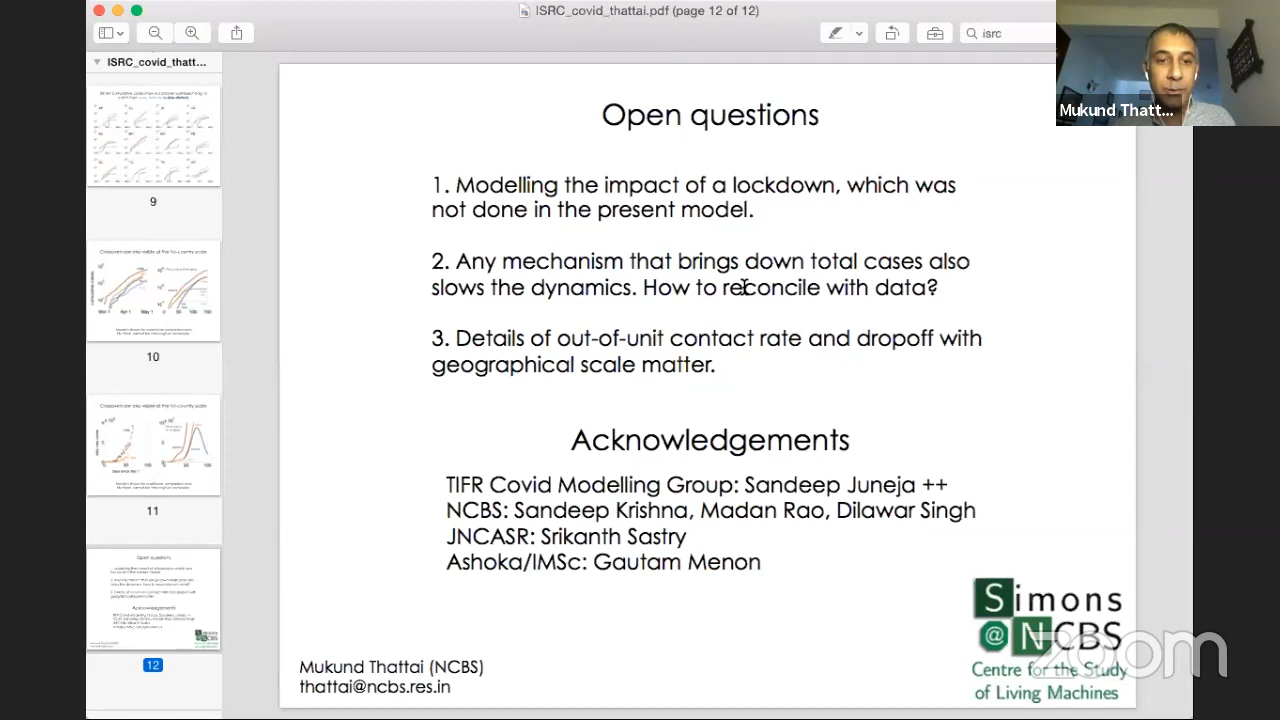 ISRC_covid_thattai.pdf (page 12 of 12)
isrc
ISRC_covid_thatt...
Mukund Thatt...
9
10
11
12
Open questions
1. Modelling the impact of a lockdown, which was
not done in the present model.
2. Any mechanism that brings down total cases also
slows the dynamics. How to reconcile with data?
3. Details of out-of-unit contact rate and dropoff with
geographical scale matter.
Acknowledgements
TIFR Covid Modelling Group: Sandeep Juneja ++
NCBS: Sandeep Krishna, Madan Rao, Dilawar Singh
JNCASR: Srikanth Sastry
Ashoka/IMSc: Gautam Menon
Mukund Thattai (NCBS)
thattai@ncbs.res.in
Simons
@NCBS
Centre for the Study
of Living Machines
zoom